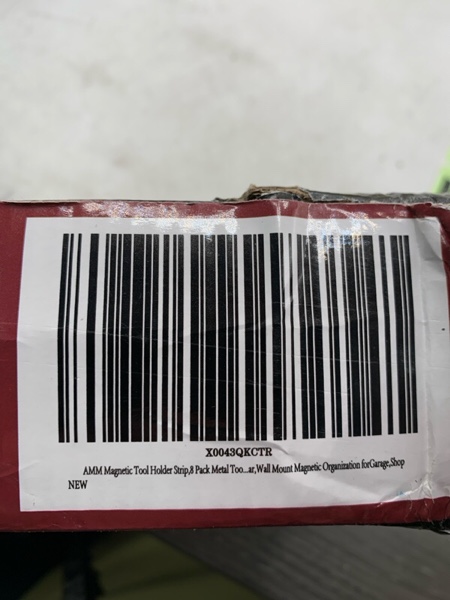 X0043QKCTR
AMM Magnetic Tool Holder Strip,8 Pack Metal Too...ar,Wall Mount Magnetic Organization forGarage,Shop
NEW